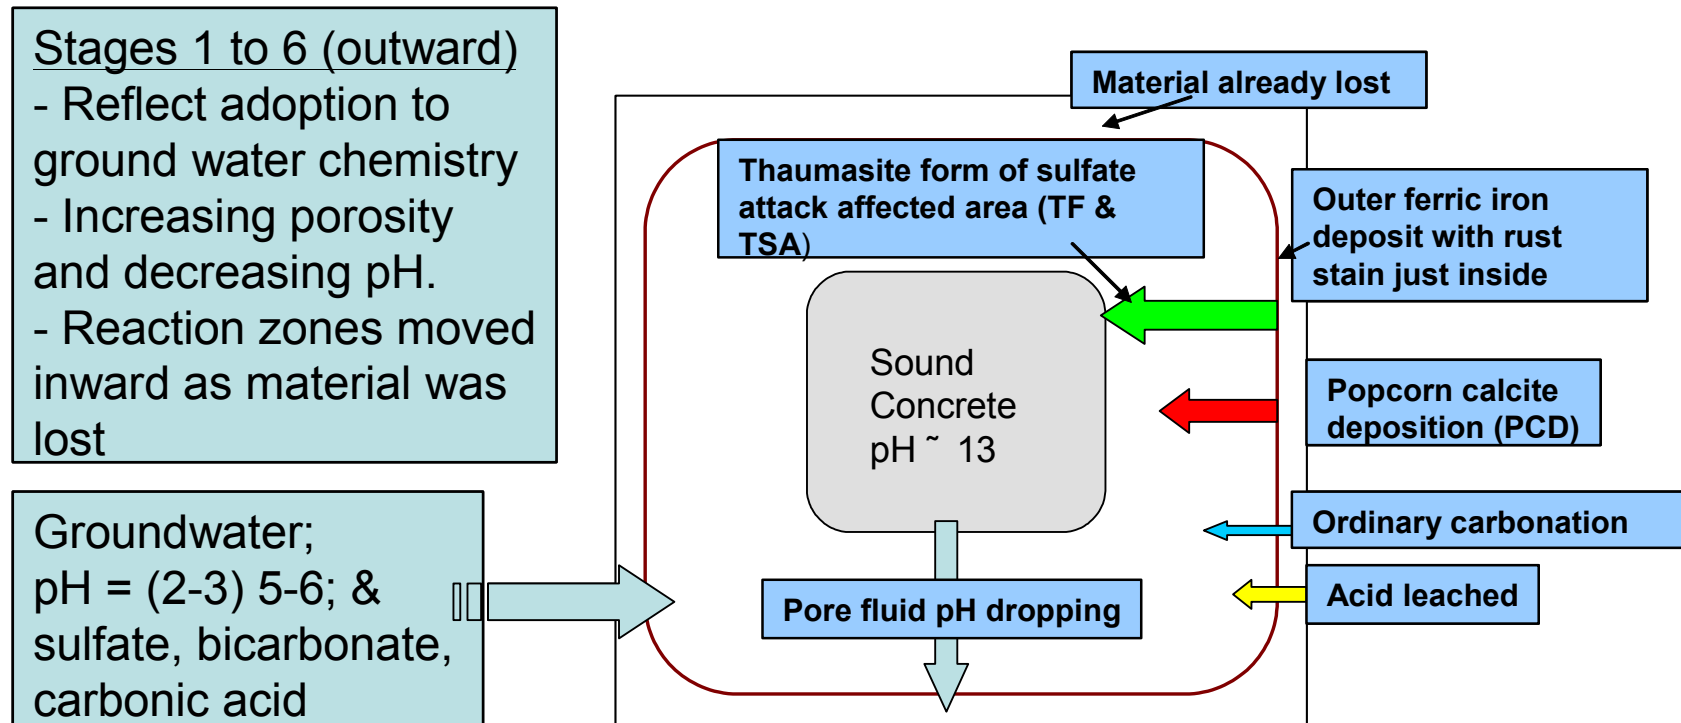 Stages 1 to 6 (outward)
- Reflect adoption to
ground water chemistry
- Increasing porosity
and decreasing pH.
- Reaction zones moved
inward as material was
lost
Groundwater;
pH = (2-3) 5-6; &
sulfate, bicarbonate,
carbonic acid
Material already lost
Thaumasite form of sulfate
attack affected area (TF &
TSA)
Outer ferric iron
deposit with rust
stain just inside
Sound
Concrete
pH ˜ 13
Popcorn calcite
deposition (PCD)
Ordinary carbonation
Acid leached
Pore fluid pH dropping